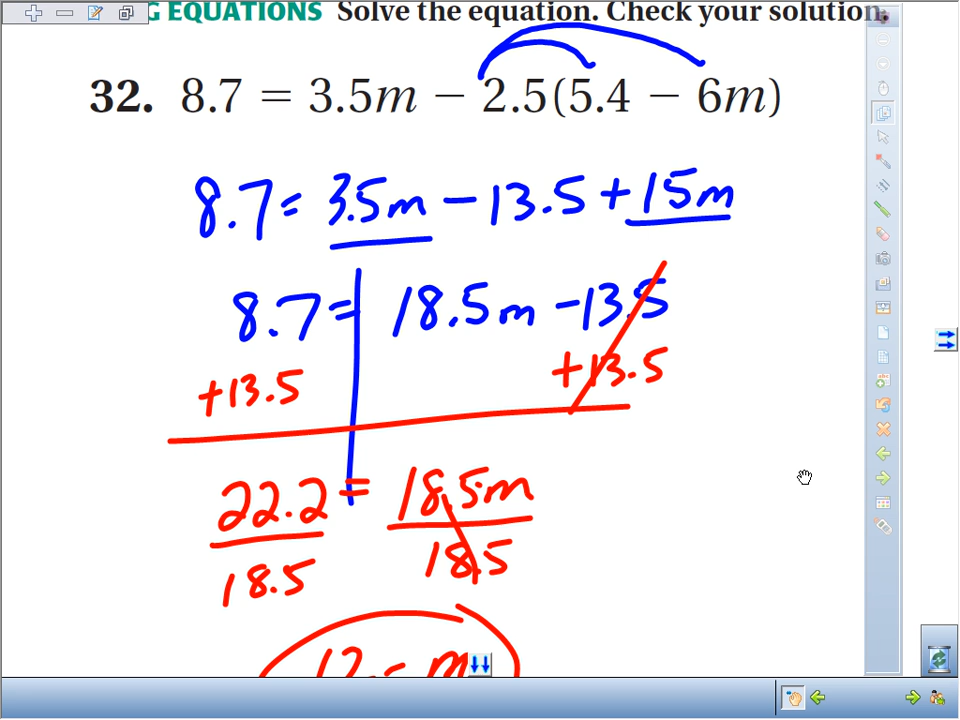 G EQUATIONS Solve the equation. Check your solution.
32. 8.7 = 3.5m − 2.5(5.4 − 6m)
8.7 = 3.5m − 13.5 + 15m
8.7 = 18.5m − 13.5
+13.5 +13.5
22.2 = 18.5m
18.5 18.5